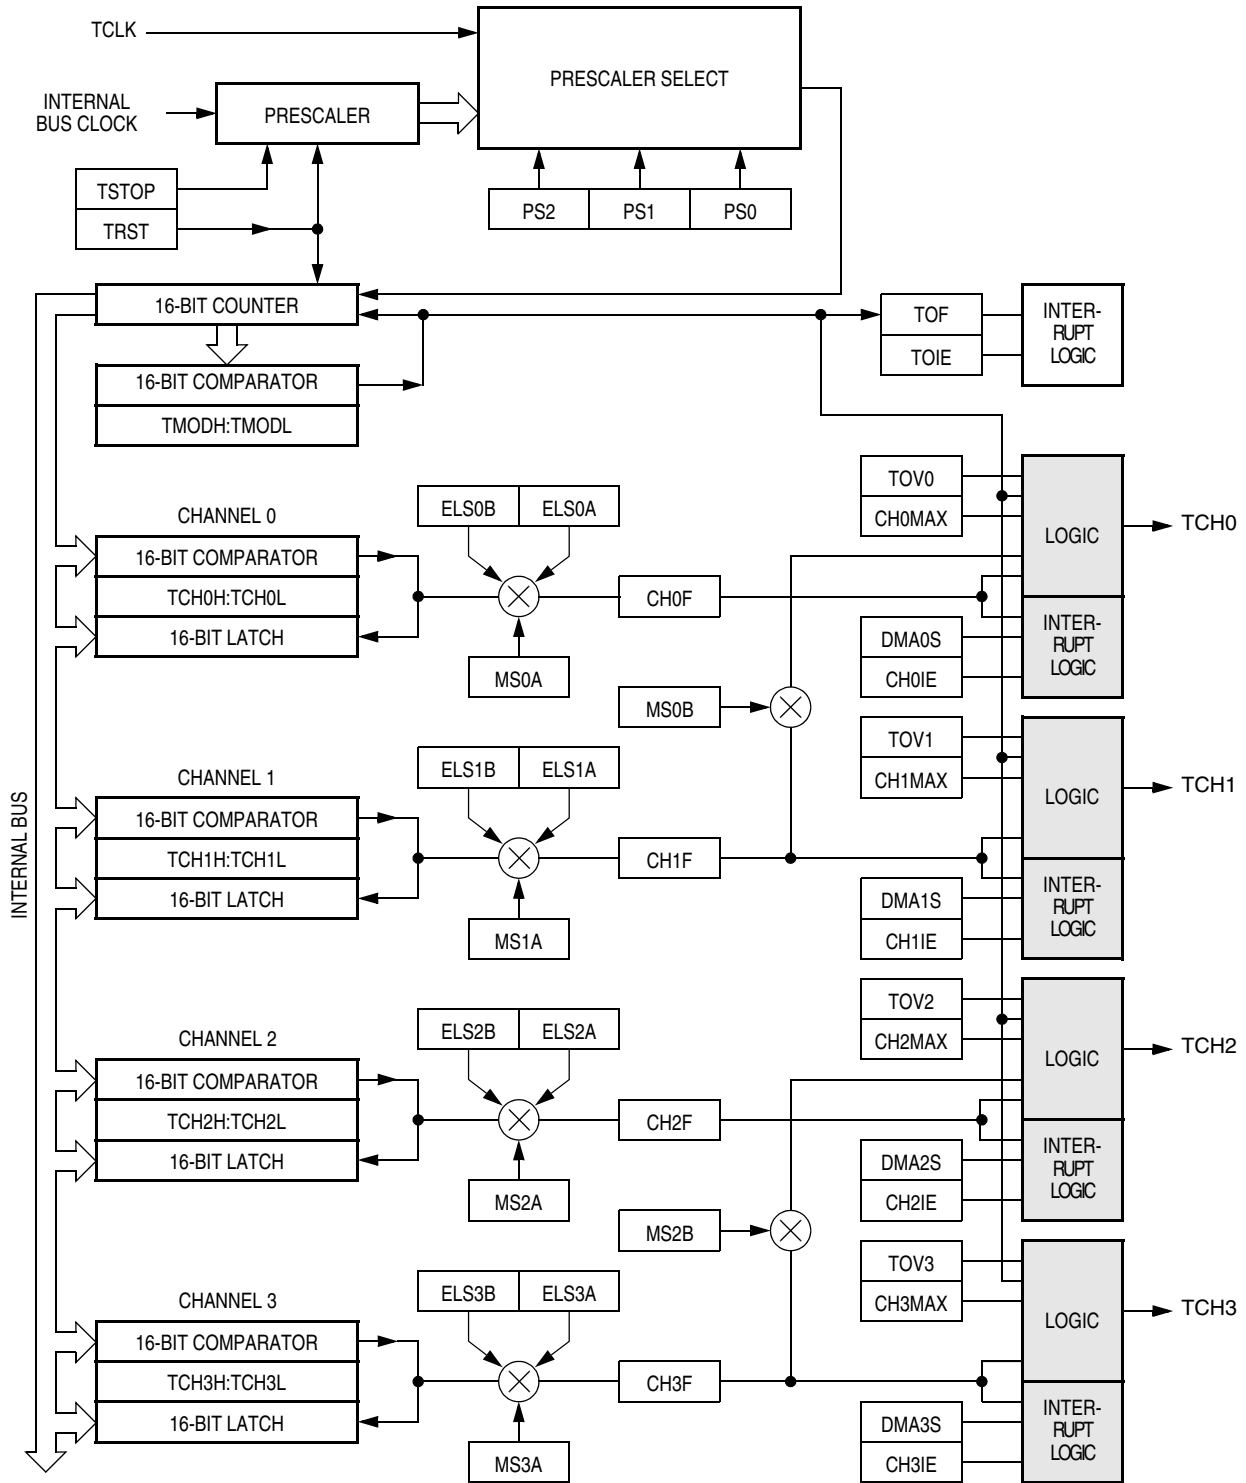 TCLK
PRESCALER SELECT
INTERNAL
BUS CLOCK
PRESCALER
TSTOP
TRST
PS2
PS1
PS0
16-BIT COUNTER
TOF
TOIE
INTER-
RUPT
LOGIC
16-BIT COMPARATOR
TMODH:TMODL
INTERNAL BUS
CHANNEL 0
16-BIT COMPARATOR
TCH0H:TCH0L
16-BIT LATCH
ELS0B
ELS0A
MS0A
CH0F
MS0B
TOV0
CH0MAX
LOGIC
TCH0
DMA0S
CH0IE
INTER-
RUPT
LOGIC
CHANNEL 1
16-BIT COMPARATOR
TCH1H:TCH1L
16-BIT LATCH
ELS1B
ELS1A
MS1A
CH1F
TOV1
CH1MAX
LOGIC
TCH1
DMA1S
CH1IE
INTER-
RUPT
LOGIC
CHANNEL 2
16-BIT COMPARATOR
TCH2H:TCH2L
16-BIT LATCH
ELS2B
ELS2A
MS2A
CH2F
MS2B
TOV2
CH2MAX
LOGIC
TCH2
DMA2S
CH2IE
INTER-
RUPT
LOGIC
CHANNEL 3
16-BIT COMPARATOR
TCH3H:TCH3L
16-BIT LATCH
ELS3B
ELS3A
MS3A
CH3F
TOV3
CH3MAX
LOGIC
TCH3
DMA3S
CH3IE
INTER-
RUPT
LOGIC